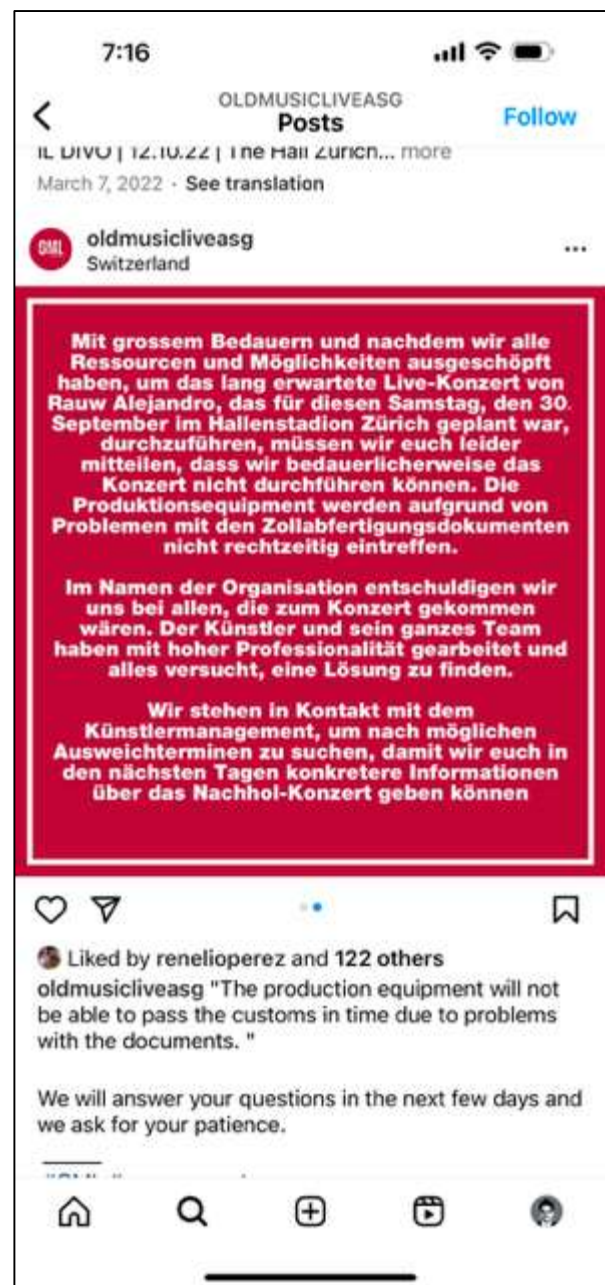 7:16
OLDMUSICLIVEASG
Posts
Follow
IL DIVO | 12.10.22 | The Hall Zürich... more
March 7, 2022 · See translation
OML
oldmusicliveasg
Switzerland
Mit grossem Bedauern und nachdem wir alle
Ressourcen und Möglichkeiten ausgeschöpft
haben, um das lang erwartete Live-Konzert von
Rauw Alejandro, das für diesen Samstag, den 30.
September im Hallenstadion Zürich geplant war,
durchzuführen, müssen wir euch leider
mitteilen, dass wir bedauerlicherweise das
Konzert nicht durchführen können. Die
Produktionsequipment werden aufgrund von
Problemen mit den Zollabfertigungsdokumenten
nicht rechtzeitig eintreffen.
Im Namen der Organisation entschuldigen wir
uns bei allen, die zum Konzert gekommen
wären. Der Künstler und sein ganzes Team
haben mit hoher Professionalität gearbeitet und
alles versucht, eine Lösung zu finden.
Wir stehen in Kontakt mit dem
Künstlermanagement, um nach möglichen
Ausweichterminen zu suchen, damit wir euch in
den nächsten Tagen konkretere Informationen
über das Nachhol-Konzert geben können
Liked by renelioperez and 122 others
oldmusicliveasg "The production equipment will not
be able to pass the customs in time due to problems
with the documents. "
We will answer your questions in the next few days and
we ask for your patience.